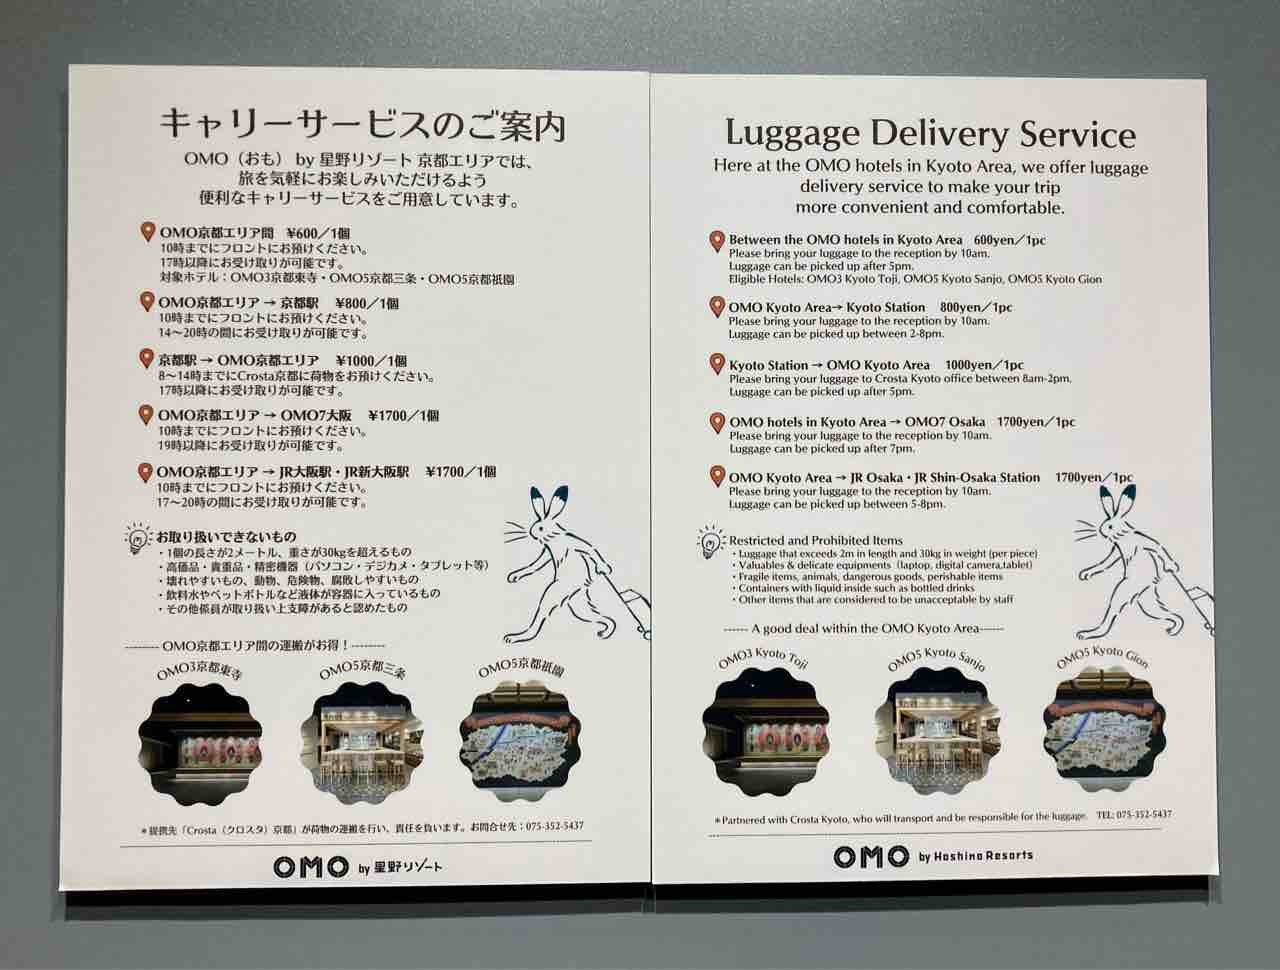 キャリーサービスのご案内
OMO（おも） by 星野リゾート 京都エリアでは、
旅を気軽にお楽しみいただけるよう
便利なキャリーサービスをご用意しています。
OMO京都エリア間　¥600／1個
10時までにフロントにお預けください。
17時以降にお受け取りが可能です。
対象ホテル：OMO3京都東寺・OMO5京都三条・OMO5京都祇園
OMO京都エリア → 京都駅　¥800／1個
10時までにフロントにお預けください。
14〜20時の間にお受け取りが可能です。
京都駅 → OMO京都エリア　¥1000／1個
8〜14時までにCrosta京都に荷物をお預けください。
17時以降にお受け取りが可能です。
OMO京都エリア → OMO7大阪　¥1700／1個
10時までにフロントにお預けください。
19時以降にお受け取りが可能です。
OMO京都エリア → JR大阪駅・JR新大阪駅　¥1700／1個
10時までにフロントにお預けください。
17〜20時の間にお受け取りが可能です。
お取り扱いできないもの
・1個の長さが2メートル、重さが30kgを超えるもの
・高価品・貴重品・精密機器（パソコン・デジカメ・タブレット等）
・壊れやすいもの、動物、危険物、腐敗しやすいもの
・飲料水やペットボトルなど液体が容器に入っているもの
・その他係員が取り扱い上支障があると認めたもの
-------- OMO京都エリア間の運搬がお得！--------
OMO3京都東寺
OMO5京都三条
OMO5京都祇園
＊提携先「Crosta（クロスタ）京都」が荷物の運搬を行い、責任を負います。お問合せ先：075-352-5437
OMO by 星野リゾート
Luggage Delivery Service
Here at the OMO hotels in Kyoto Area, we offer luggage
delivery service to make your trip
more convenient and comfortable.
Between the OMO hotels in Kyoto Area　600yen／1pc
Please bring your luggage to the reception by 10am.
Luggage can be picked up after 5pm.
Eligible Hotels: OMO3 Kyoto Toji, OMO5 Kyoto Sanjo, OMO5 Kyoto Gion
OMO Kyoto Area→ Kyoto Station　800yen／1pc
Please bring your luggage to the reception by 10am.
Luggage can be picked up between 2-8pm.
Kyoto Station → OMO Kyoto Area　1000yen／1pc
Please bring your luggage to Crosta Kyoto office between 8am-2pm.
Luggage can be picked up after 5pm.
OMO hotels in Kyoto Area → OMO7 Osaka　1700yen／1pc
Please bring your luggage to the reception by 10am.
Luggage can be picked up after 7pm.
OMO Kyoto Area → JR Osaka・JR Shin-Osaka Station　1700yen／1pc
Please bring your luggage to the reception by 10am.
Luggage can be picked up between 5-8pm.
Restricted and Prohibited Items
・Luggage that exceeds 2m in length and 30kg in weight (per piece)
・Valuables & delicate equipments（laptop, digital camera,tablet)
・Fragile items, animals, dangerous goods, perishable items
・Containers with liquid inside such as bottled drinks
・Other items that are considered to be unacceptable by staff
------ A good deal within the OMO Kyoto Area------
OMO3 Kyoto Toji
OMO5 Kyoto Sanjo
OMO5 Kyoto Gion
＊Partnered with Crosta Kyoto, who will transport and be responsible for the luggage.　TEL: 075-352-5437
OMO by Hoshino Resorts